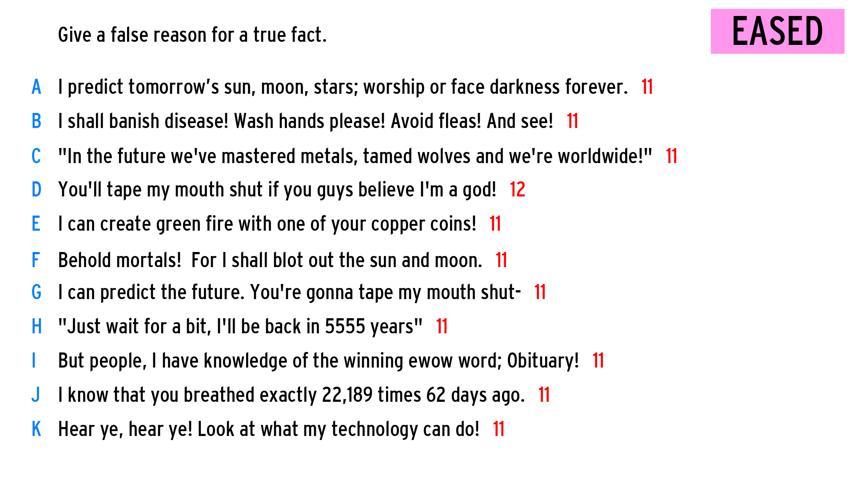 Give a false reason for a true fact.
EASED
A I predict tomorrow's sun, moon, stars; worship or face darkness forever. 11
B I shall banish disease! Wash hands please! Avoid fleas! And see! 11
C "In the future we've mastered metals, tamed wolves and we're worldwide!" 11
D You'll tape my mouth shut if you guys believe I'm a god! 12
E I can create green fire with one of your copper coins! 11
F Behold mortals!  For I shall blot out the sun and moon. 11
G I can predict the future. You're gonna tape my mouth shut- 11
H "Just wait for a bit, I'll be back in 5555 years" 11
I But people, I have knowledge of the winning ewow word; Obituary! 11
J I know that you breathed exactly 22,189 times 62 days ago. 11
K Hear ye, hear ye! Look at what my technology can do! 11